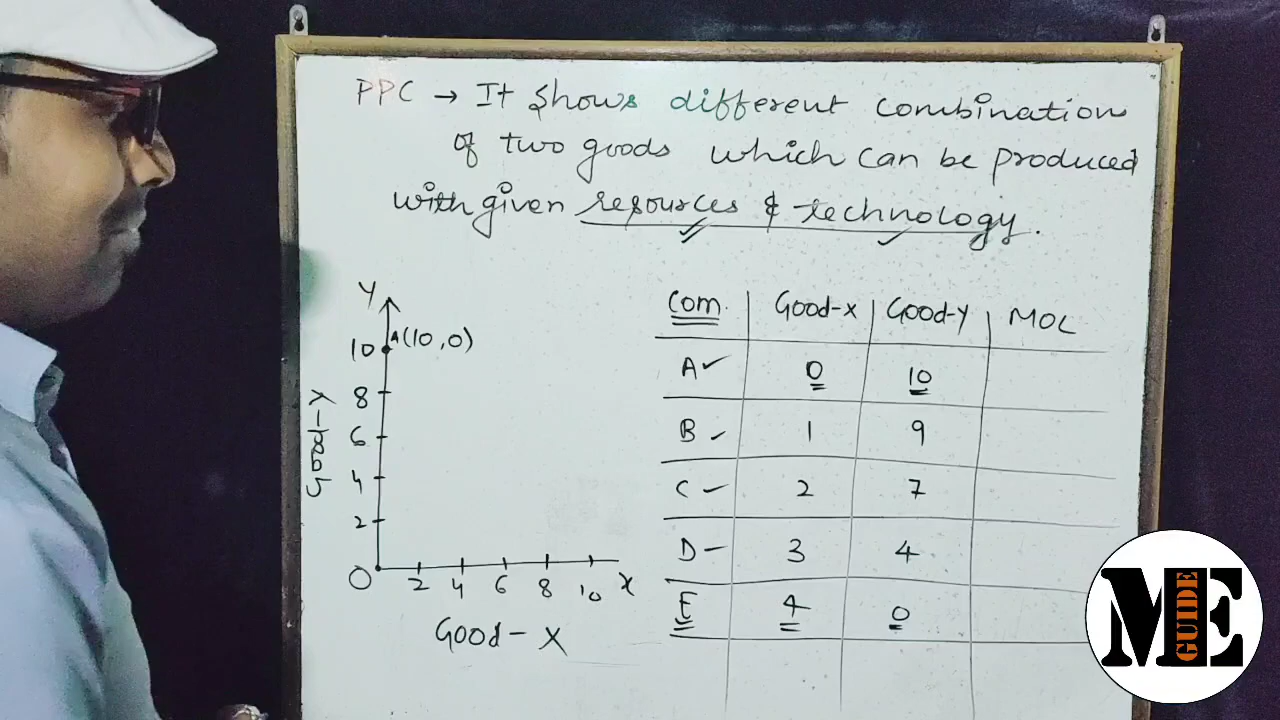 PPC → It shows different combination
of two goods which can be produced
with given resources & technology.
Y
A(10,0)
10
8
6
4
2
O
Good-Y
2 4 6 8 10 X
Good - X
Com. Good-x Good-y MOC
A✓ 0 10
B ✓ 1 9
C ✓ 2 7
D – 3 4
E 4 0
ME
GUIDE